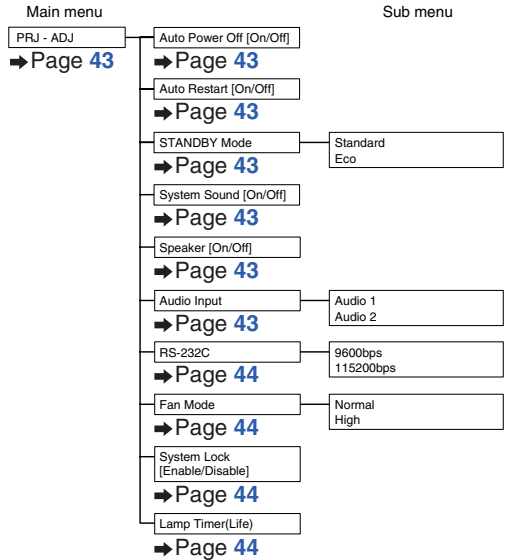 Main menu
Sub menu
PRJ - ADJ
➡Page 43
Auto Power Off [On/Off]
➡Page 43
Auto Restart [On/Off]
➡Page 43
STANDBY Mode
➡Page 43
Standard
Eco
System Sound [On/Off]
➡Page 43
Speaker [On/Off]
➡Page 43
Audio Input
➡Page 43
Audio 1
Audio 2
RS-232C
➡Page 44
9600bps
115200bps
Fan Mode
➡Page 44
Normal
High
System Lock
[Enable/Disable]
➡Page 44
Lamp Timer(Life)
➡Page 44